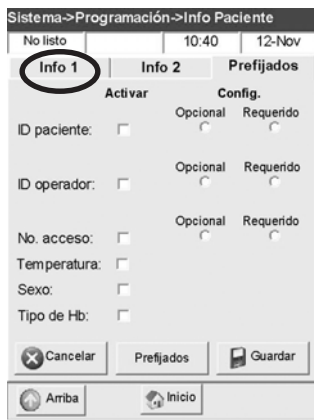 Sistema->Programación->Info Paciente
No listo 10:40 12-Nov
Info 1 Info 2 Prefijados
Activar Config.
Opcional Requerido
ID paciente:
Opcional Requerido
ID operador:
Opcional Requerido
No. acceso:
Temperatura:
Sexo:
Tipo de Hb:
Cancelar Prefijados Guardar
Arriba Inicio